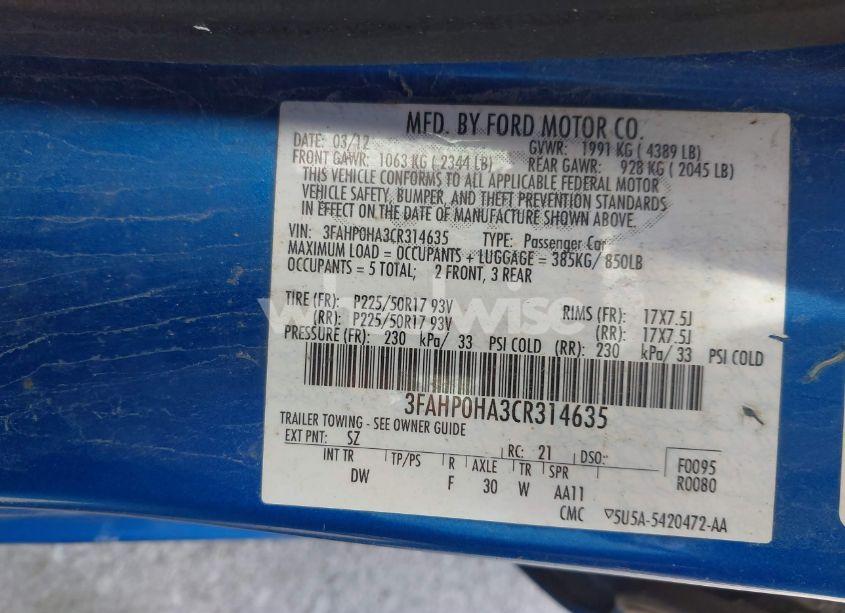 MFD. BY FORD MOTOR CO.
DATE: 03/12 GVWR: 1991 KG ( 4389 LB)
FRONT GAWR: 1063 KG ( 2344 LB) REAR GAWR: 928 KG ( 2045 LB)
THIS VEHICLE CONFORMS TO ALL APPLICABLE FEDERAL MOTOR
VEHICLE SAFETY, BUMPER, AND THEFT PREVENTION STANDARDS
IN EFFECT ON THE DATE OF MANUFACTURE SHOWN ABOVE.
VIN: 3FAHP0HA3CR314635 TYPE: Passenger Car
MAXIMUM LOAD = OCCUPANTS + LUGGAGE = 385KG/ 850LB
OCCUPANTS = 5 TOTAL; 2 FRONT, 3 REAR
TIRE (FR): P225/50R17 93V RIMS (FR): 17X7.5J
(RR): P225/50R17 93V (RR): 17X7.5J
PRESSURE (FR): 230 kPa/ 33 PSI COLD (RR): 230 kPa/ 33 PSI COLD
3FAHP0HA3CR314635
TRAILER TOWING - SEE OWNER GUIDE
EXT PNT: SZ RC: 21 DSO: F0095
INT TR TP/PS R AXLE TR SPR R0080
DW F 30 W AA11
CMC 5U5A-5420472-AA